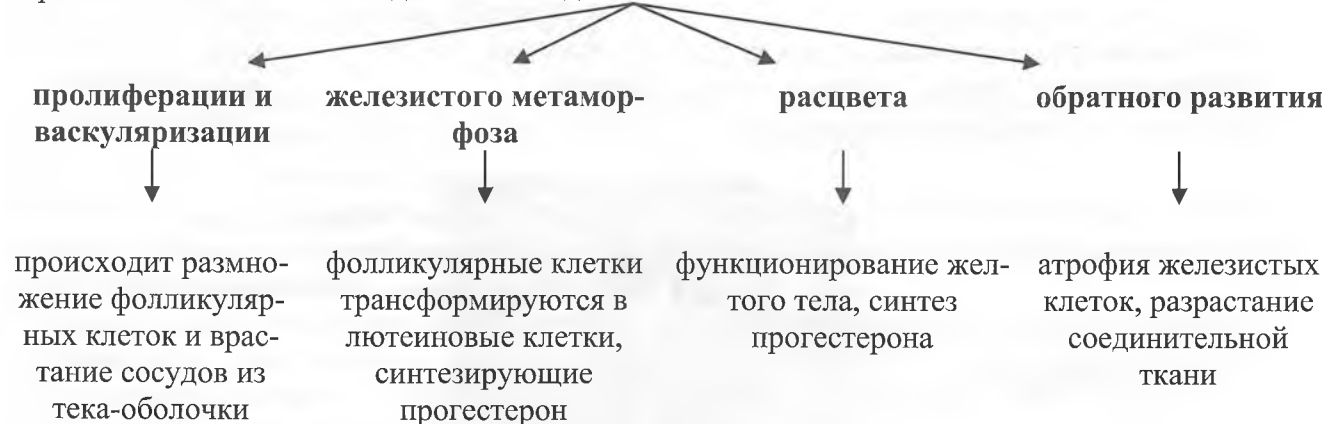 пролиферации и
васкуляризации
железистого метамор-
фоза
расцвета
обратного развития
происходит размно-
жение фолликуляр-
ных клеток и врас-
тание сосудов из
тека-оболочки
фолликулярные клетки
трансформируются в
лютеиновые клетки,
синтезирующие
прогестерон
функционирование жел-
того тела, синтез
прогестерона
атрофия железистых
клеток, разрастание
соединительной
ткани